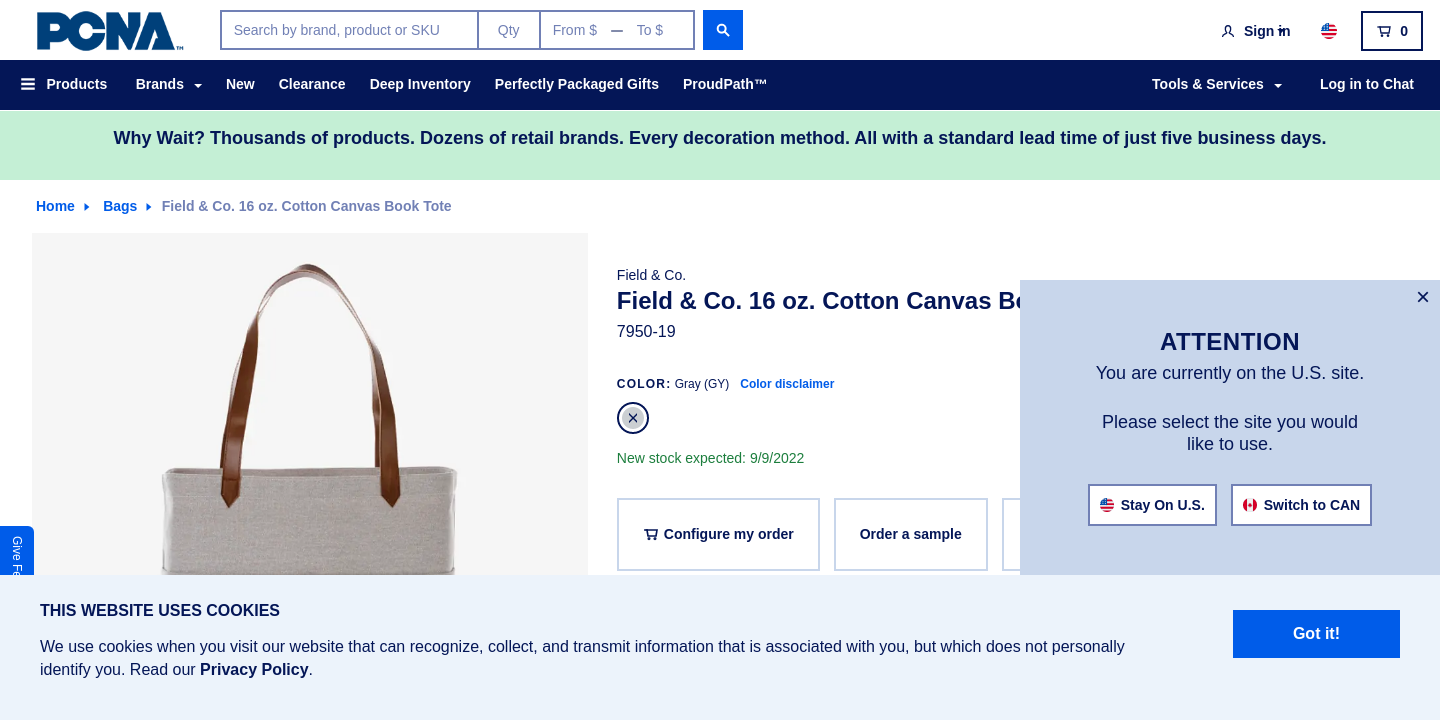 PCNA™
Search by brand, product or SKU
Qty
From $ — To $
Sign in
0
Products
Brands
New
Clearance
Deep Inventory
Perfectly Packaged Gifts
ProudPath™
Tools & Services
Log in to Chat
Why Wait? Thousands of products. Dozens of retail brands. Every decoration method. All with a standard lead time of just five business days.
Home
Bags
Field & Co. 16 oz. Cotton Canvas Book Tote
Field & Co.
Field & Co. 16 oz. Cotton Canvas
7950-19
COLOR: Gray (GY) Color disclaimer
New stock expected: 9/9/2022
Configure my order
Order a sample
ATTENTION
You are currently on the U.S. site.
Please select the site you would
like to use.
Stay On U.S.
Switch to CAN
Give
THIS WEBSITE USES COOKIES
We use cookies when you visit our website that can recognize, collect, and transmit information that is associated with you, but which does not personally
identify you. Read our Privacy Policy.
Got it!